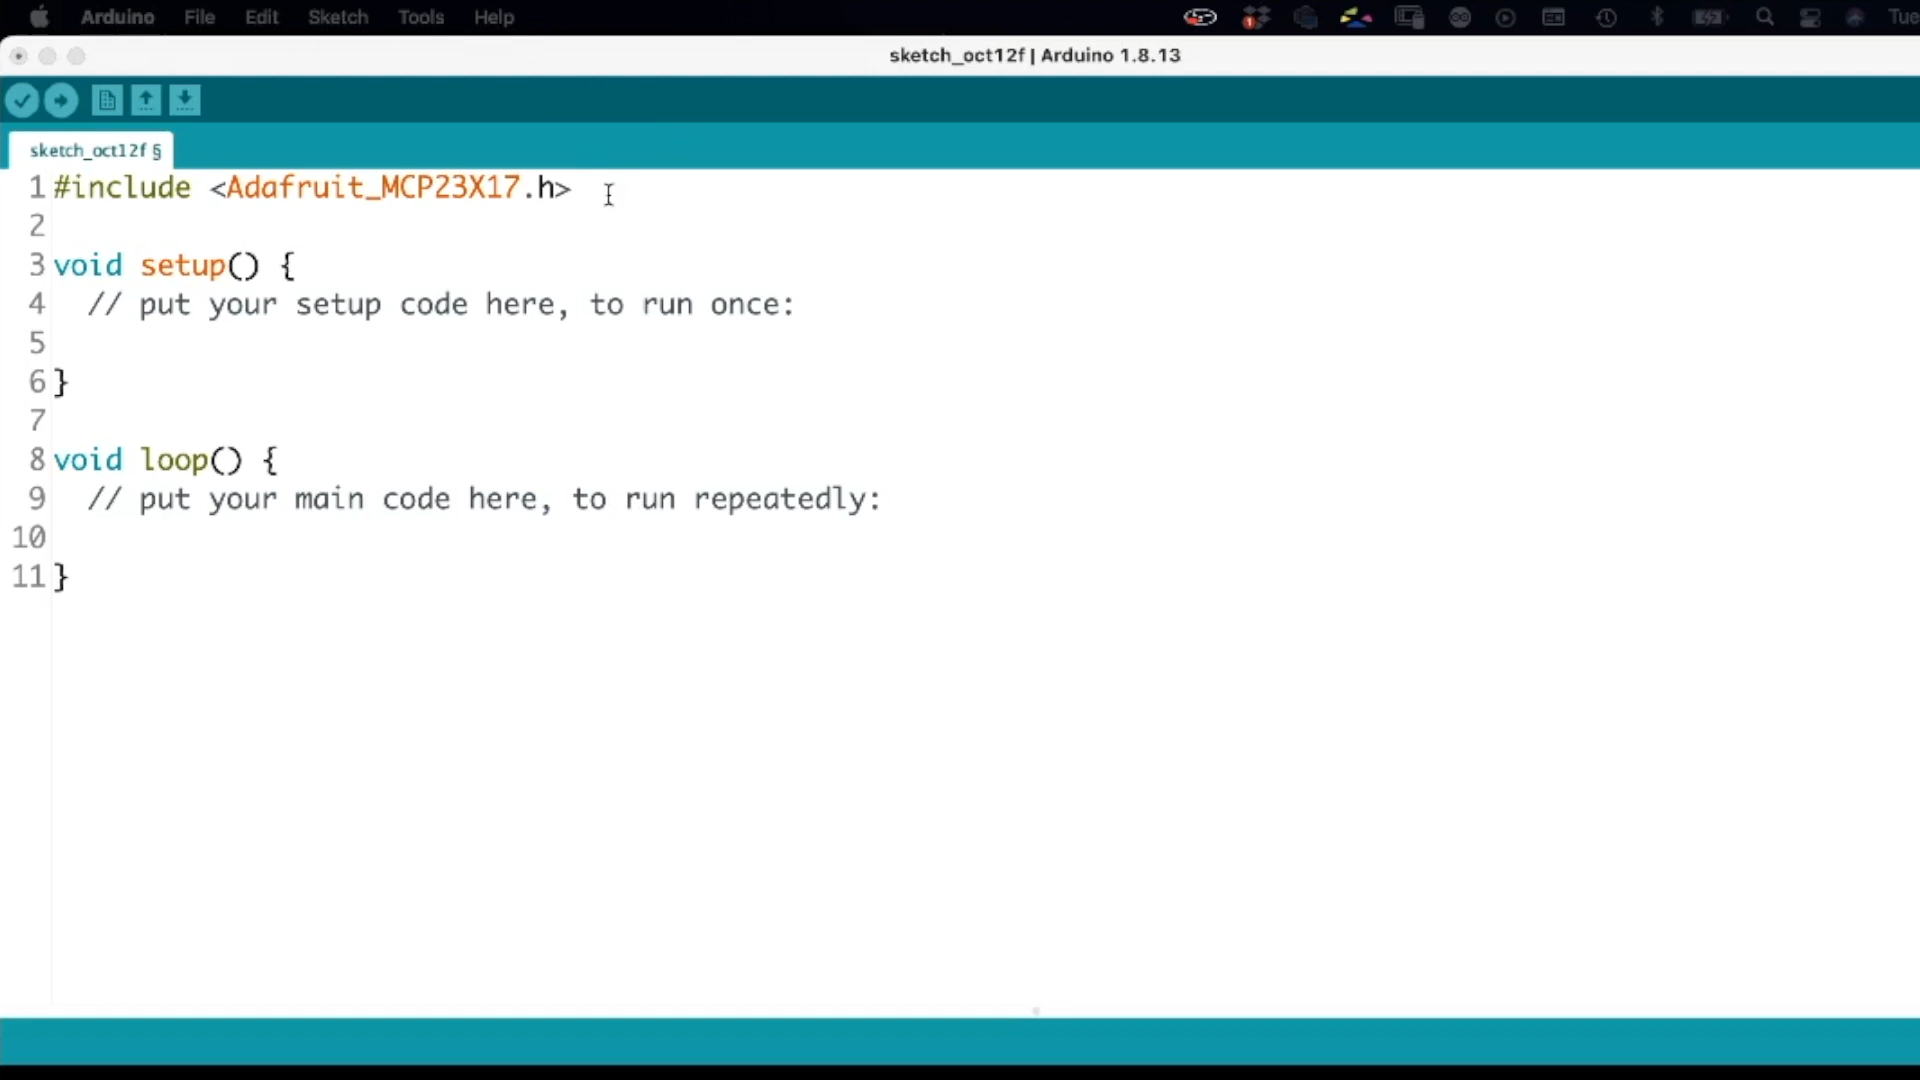 Arduino File Edit Sketch Tools Help Tue
sketch_oct12f | Arduino 1.8.13
sketch_oct12f §
1 #include <Adafruit_MCP23X17.h>
2
3 void setup() {
4 // put your setup code here, to run once:
5
6 }
7
8 void loop() {
9 // put your main code here, to run repeatedly:
10
11 }